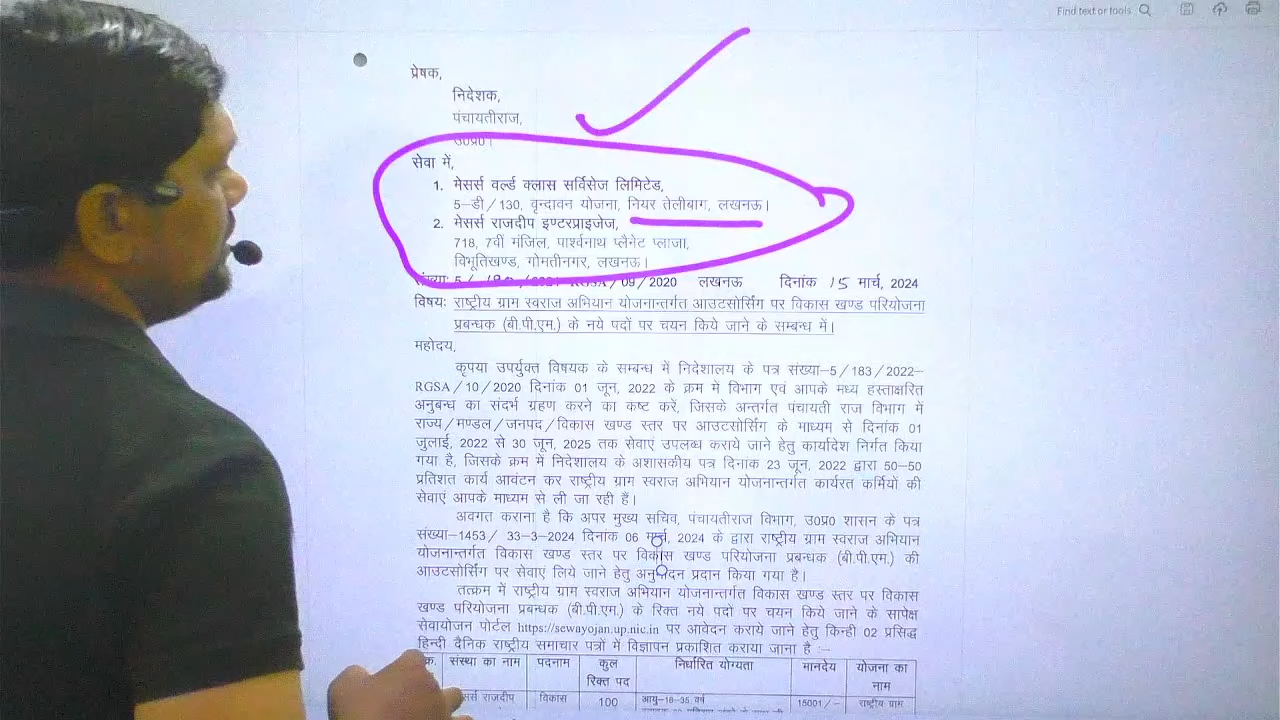 Find text or tools
प्रेषक,
निदेशक,
पंचायतीराज,
उ0प्र0।
सेवा में,
1. मेसर्स वर्ल्ड क्लास सर्विसेज लिमिटेड,
5–डी/130, वृन्दावन योजना, नियर तेलीबाग, लखनऊ।
2. मेसर्स राजदीप इण्टरप्राइजेज,
718, 7वीं मंजिल, पार्श्वनाथ प्लैनेट प्लाजा,
विभूतिखण्ड, गोमतीनगर, लखनऊ।
RGSA/09/2020 लखनऊ दिनांक 15 मार्च, 2024
विषयः राष्ट्रीय ग्राम स्वराज अभियान योजनान्तर्गत आउटसोर्सिंग पर विकास खण्ड परियोजना
प्रबन्धक (बी.पी.एम.) के नये पदों पर चयन किये जाने के सम्बन्ध में।
महोदय,
कृपया उपर्युक्त विषयक के सम्बन्ध में निदेशालय के पत्र संख्या–5/183/2022–
RGSA/10/2020 दिनांक 01 जून, 2022 के क्रम में विभाग एवं आपके मध्य हस्ताक्षरित
अनुबन्ध का संदर्भ ग्रहण करने का कष्ट करें, जिसके अन्तर्गत पंचायती राज विभाग में
राज्य/मण्डल/जनपद/विकास खण्ड स्तर पर आउटसोर्सिंग के माध्यम से दिनांक 01
जुलाई, 2022 से 30 जून, 2025 तक सेवाएं उपलब्ध कराये जाने हेतु कार्यादेश निर्गत किया
गया है, जिसके क्रम में निदेशालय के अशासकीय पत्र दिनांक 23 जून, 2022 द्वारा 50–50
प्रतिशत कार्य आवंटन कर राष्ट्रीय ग्राम स्वराज अभियान योजनान्तर्गत कार्यरत कर्मियों की
सेवाएं आपके माध्यम से ली जा रही हैं।
अवगत कराना है कि अपर मुख्य सचिव, पंचायतीराज विभाग, उ0प्र0 शासन के पत्र
संख्या–1453/ 33–3–2024 दिनांक 06 मार्च, 2024 के द्वारा राष्ट्रीय ग्राम स्वराज अभियान
योजनान्तर्गत विकास खण्ड स्तर पर विकास खण्ड परियोजना प्रबन्धक (बी.पी.एम.) की
आउटसोर्सिंग पर सेवाएं लिये जाने हेतु अनुमोदन प्रदान किया गया है।
तत्क्रम में राष्ट्रीय ग्राम स्वराज अभियान योजनान्तर्गत विकास खण्ड स्तर पर विकास
खण्ड परियोजना प्रबन्धक (बी.पी.एम.) के रिक्त नये पदों पर चयन किये जाने के सापेक्ष
सेवायोजन पोर्टल https://sewayojan.up.nic.in पर आवेदन कराये जाने हेतु किन्ही 02 प्रसिद्ध
हिन्दी दैनिक राष्ट्रीय समाचार पत्रों में विज्ञापन प्रकाशित कराया जाना है :–
क्र. संस्था का नाम पदनाम कुल रिक्त पद निर्धारित योग्यता मानदेय योजना का नाम
राजदीप विकास 100 आयु–18–35 वर्ष 15001/– राष्ट्रीय ग्राम